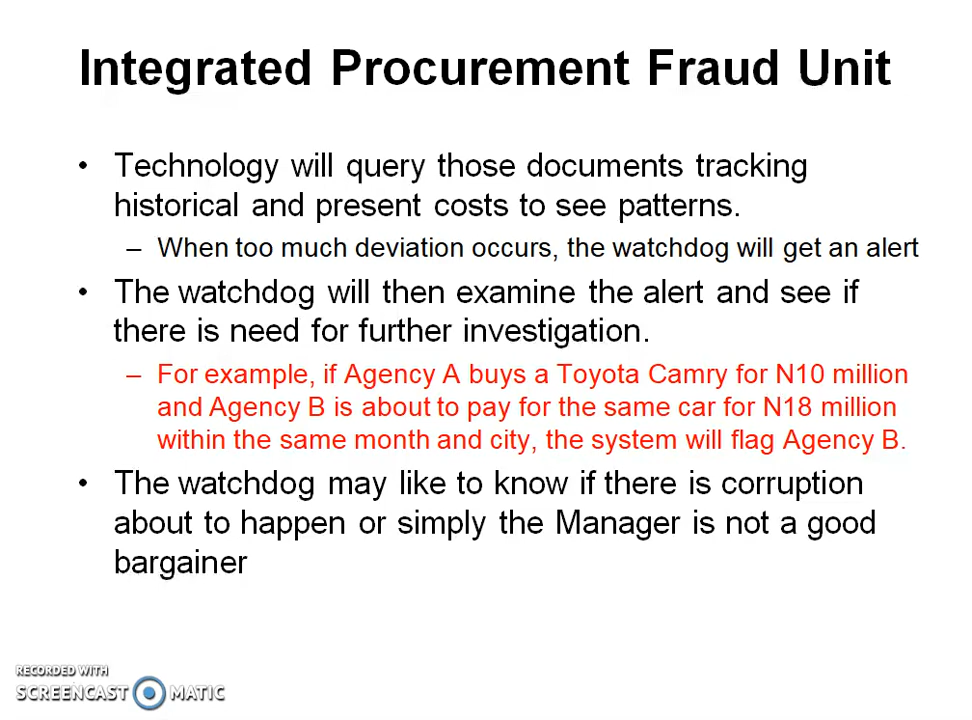 Integrated Procurement Fraud Unit
• Technology will query those documents tracking
historical and present costs to see patterns.
– When too much deviation occurs, the watchdog will get an alert
• The watchdog will then examine the alert and see if
there is need for further investigation.
– For example, if Agency A buys a Toyota Camry for N10 million
and Agency B is about to pay for the same car for N18 million
within the same month and city, the system will flag Agency B.
• The watchdog may like to know if there is corruption
about to happen or simply the Manager is not a good
bargainer
RECORDED WITH
SCREENCAST MATIC